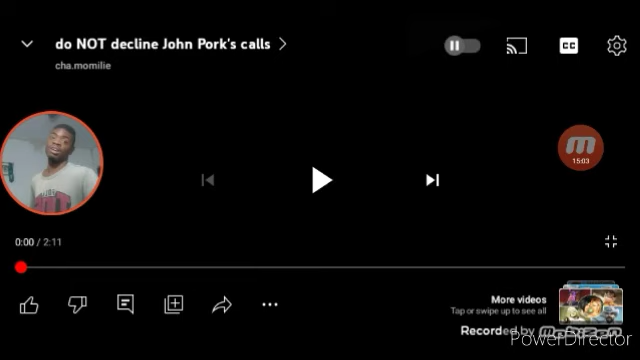 do NOT decline John Pork's calls
cha.momilie
CC
15:03
0:00 / 2:11
More videos
Tap or swipe up to see all
Recorded by
PowerDirector